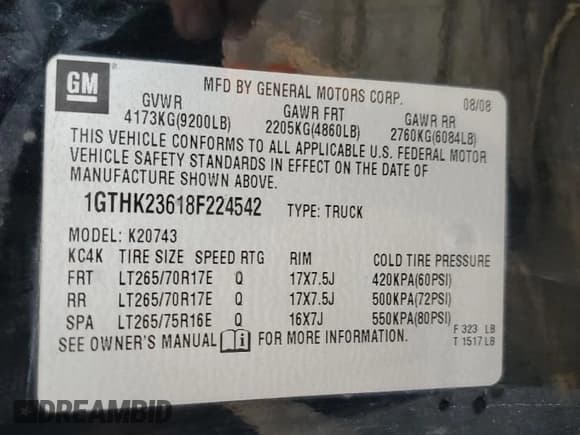 GM
MFD BY GENERAL MOTORS CORP. 08/08
GVWR GAWR FRT GAWR RR
4173KG(9200LB) 2205KG(4860LB) 2760KG(6084LB)
THIS VEHICLE CONFORMS TO ALL APPLICABLE U.S. FEDERAL MOTOR
VEHICLE SAFETY STANDARDS IN EFFECT ON THE DATE OF
MANUFACTURE SHOWN ABOVE.
1GTHK23618F224542 TYPE: TRUCK
MODEL: K20743
KC4K TIRE SIZE SPEED RTG RIM COLD TIRE PRESSURE
FRT LT265/70R17E Q 17X7.5J 420KPA(60PSI)
RR LT265/70R17E Q 17X7.5J 500KPA(72PSI)
SPA LT265/75R16E Q 16X7J 550KPA(80PSI)
SEE OWNER'S MANUAL i FOR MORE INFORMATION.
F 323 LB
T 1517 LB
DREAMBID